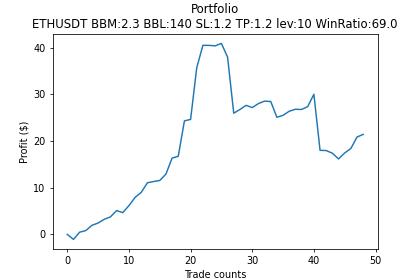 Portfolio
ETHUSDT BBM:2.3 BBL:140 SL:1.2 TP:1.2 lev:10 WinRatio:69.0
40
30
20
10
0
Profit ($)
0 10 20 30 40 50
Trade counts